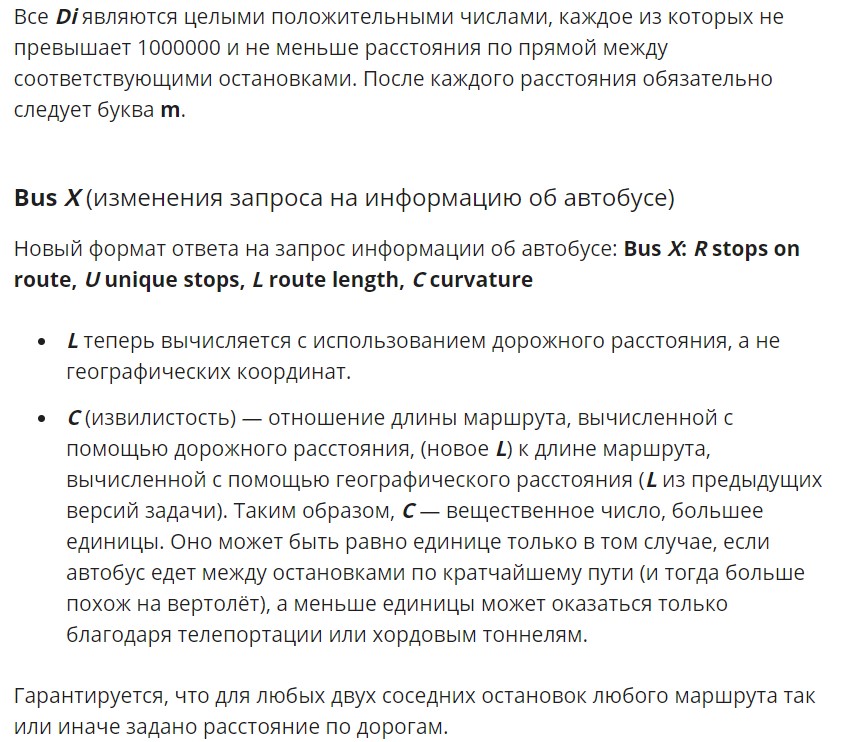 Все Di являются целыми положительными числами, каждое из которых не
превышает 1000000 и не меньше расстояния по прямой между
соответствующими остановками. После каждого расстояния обязательно
следует буква m.
Bus X (изменения запроса на информацию об автобусе)
Новый формат ответа на запрос информации об автобусе: Bus X: R stops on
route, U unique stops, L route length, C curvature
• L теперь вычисляется с использованием дорожного расстояния, а не
географических координат.
• C (извилистость) — отношение длины маршрута, вычисленной с
помощью дорожного расстояния, (новое L) к длине маршрута,
вычисленной с помощью географического расстояния (L из предыдущих
версий задачи). Таким образом, C — вещественное число, большее
единицы. Оно может быть равно единице только в том случае, если
автобус едет между остановками по кратчайшему пути (и тогда больше
похож на вертолёт), а меньше единицы может оказаться только
благодаря телепортации или хордовым тоннелям.
Гарантируется, что для любых двух соседних остановок любого маршрута так
или иначе задано расстояние по дорогам.